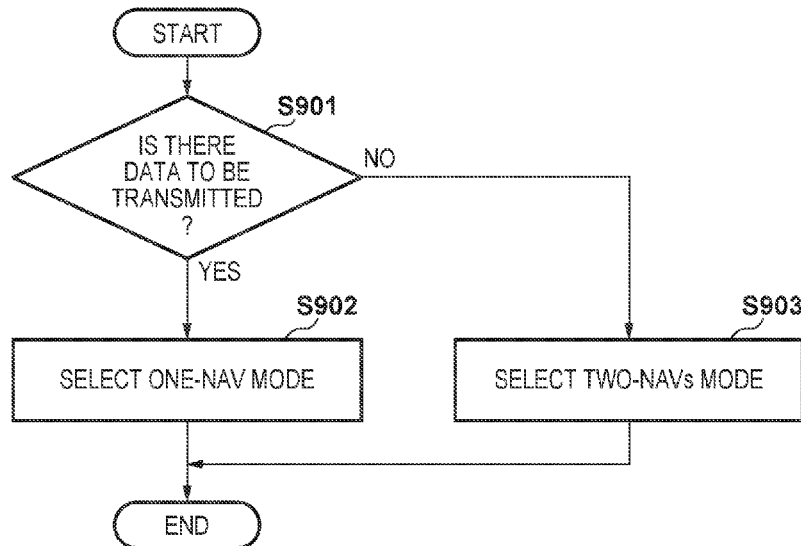 START
S901
IS THERE
DATA TO BE
TRANSMITTED
?
NO
YES
S902
S903
SELECT ONE-NAV MODE
SELECT TWO-NAVs MODE
END